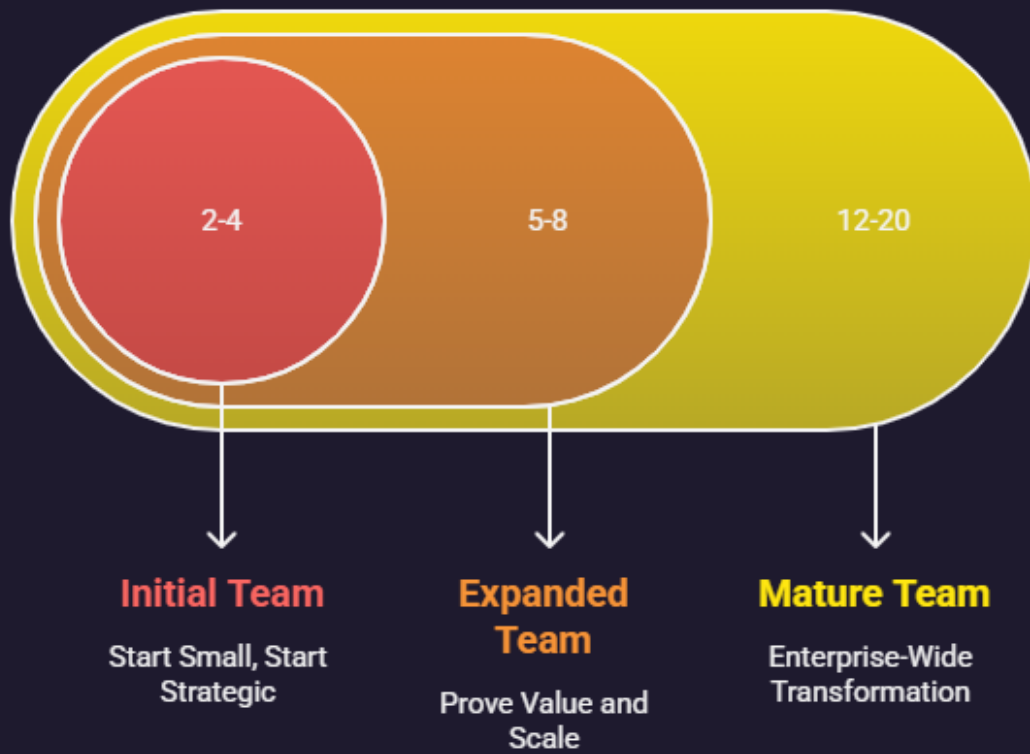 2-4
5-8
12-20
Initial Team
Start Small, Start
Strategic
Expanded
Team
Prove Value and
Scale
Mature Team
Enterprise-Wide
Transformation